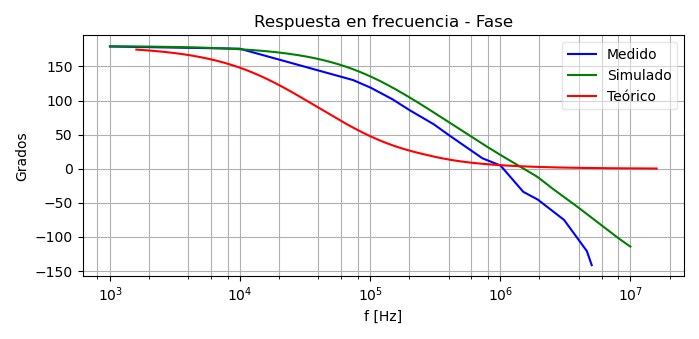 Respuesta en frecuencia - Fase
Medido
Simulado
Teórico
Grados
150
100
50
0
−50
−100
−150
10³
10⁴
10⁵
10⁶
10⁷
f [Hz]